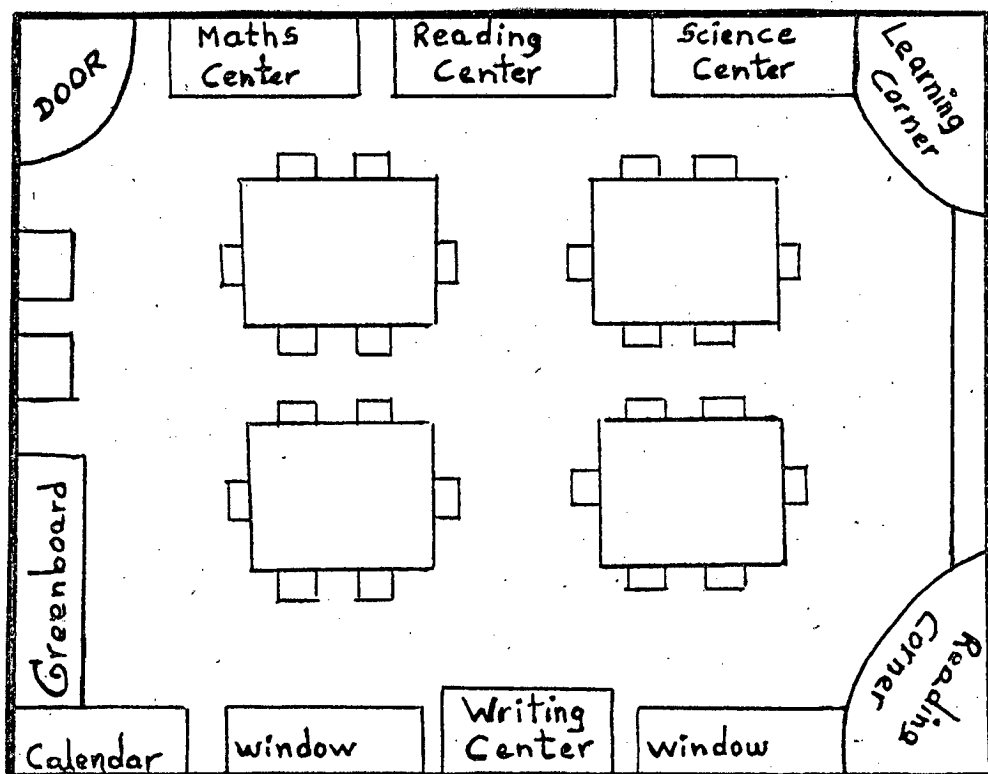 DOOR
Maths
Center
Reading
Center
Science
Center
Learning
Corner
Greenboard
Calendar
window
Writing
Center
window
Reading
Corner